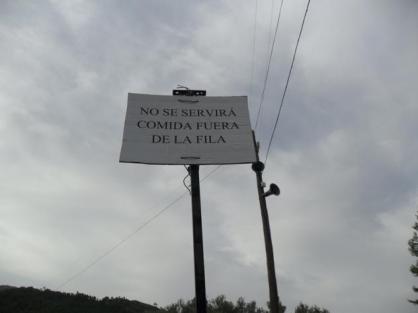 NO SE SERVIRÁ
COMIDA FUERA
DE LA FILA